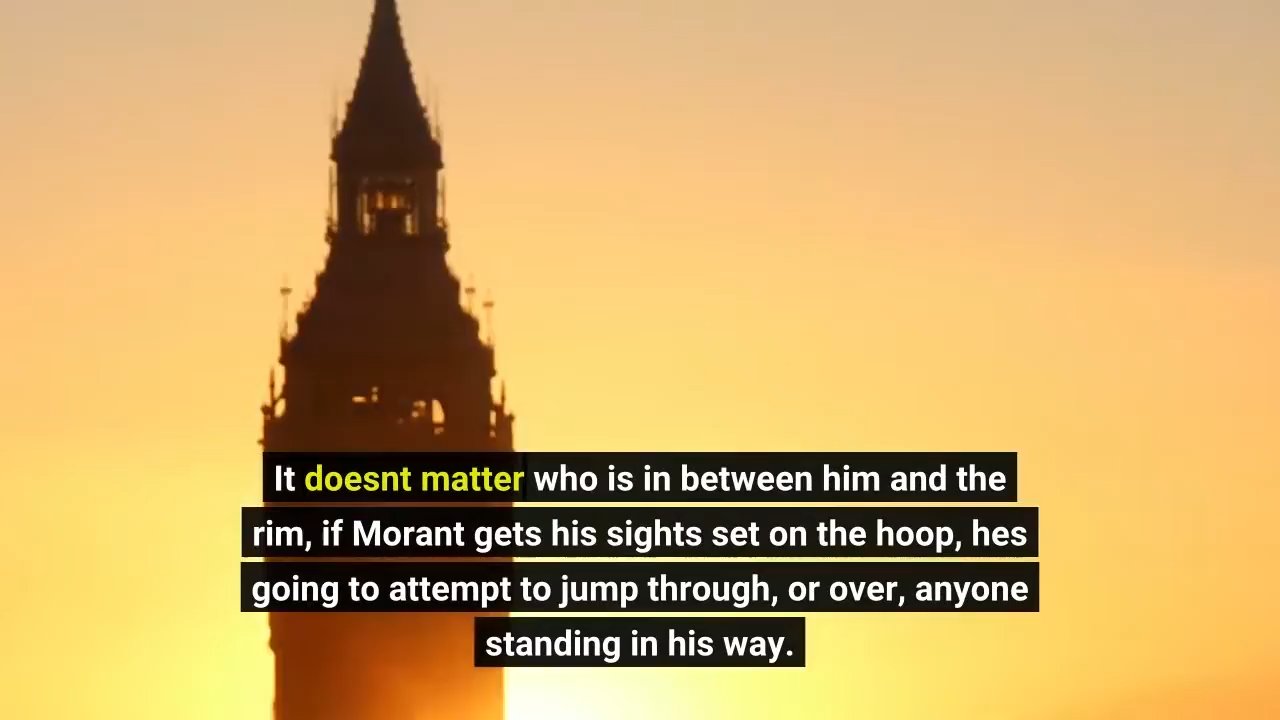 It doesnt matter who is in between him and the
rim, if Morant gets his sights set on the hoop, hes
going to attempt to jump through, or over, anyone
standing in his way.